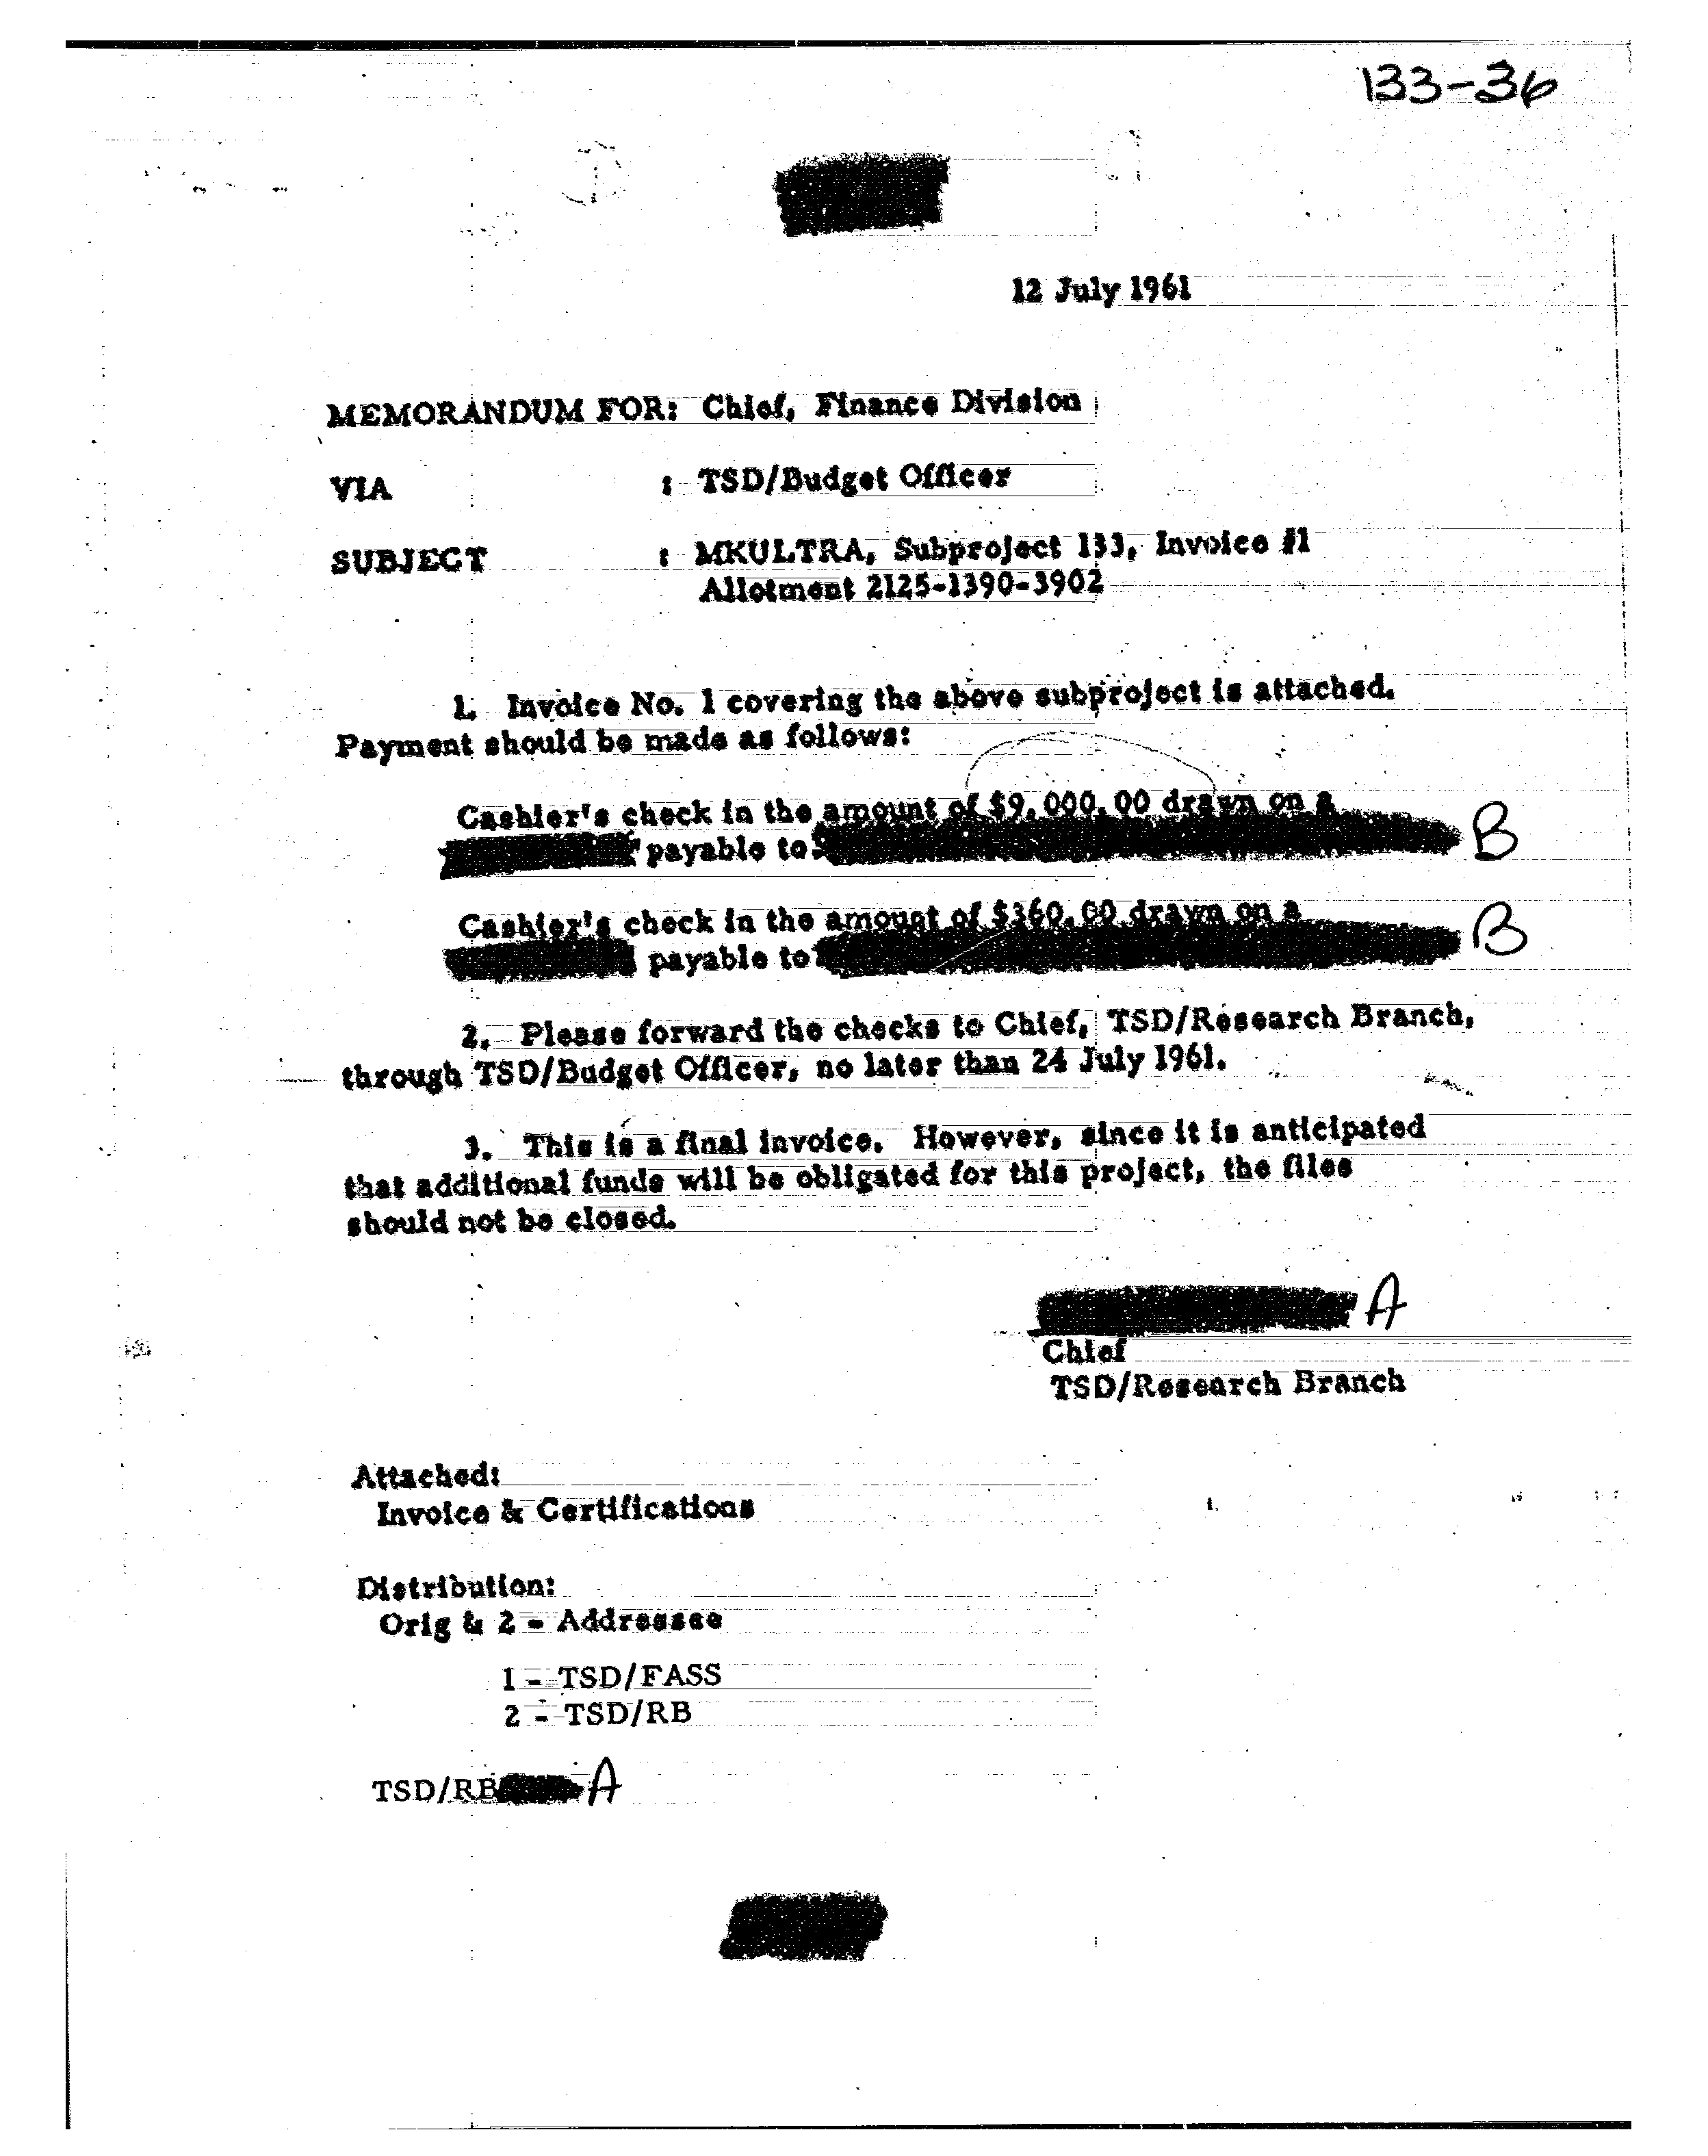 133-36
12 July 1961
MEMORANDUM FOR: Chief, Finance Division
VIA : TSD/Budget Officer
SUBJECT : MKULTRA, Subproject 133, Invoice #1
Allotment 2125-1390-3902
1. Invoice No. 1 covering the above subproject is attached.
Payment should be made as follows:
Cashier's check in the amount of $9,000.00 drawn on a
payable to B
Cashier's check in the amount of $360.00 drawn on a
payable to B
2. Please forward the checks to Chief, TSD/Research Branch,
through TSD/Budget Officer, no later than 24 July 1961.
3. This is a final invoice. However, since it is anticipated
that additional funds will be obligated for this project, the files
should not be closed.
A
Chief
TSD/Research Branch
Attached:
Invoice & Certifications
Distribution:
Orig & 2 - Addressee
1 - TSD/FASS
2 - TSD/RB
TSD/RB A